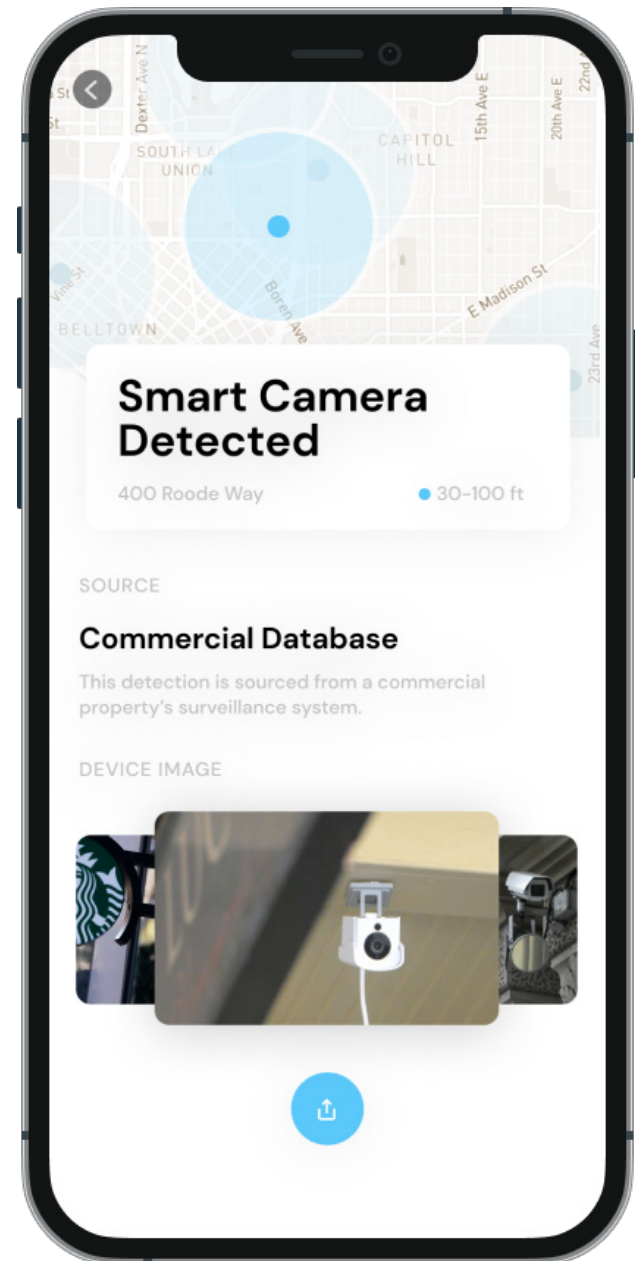 St
St
Dexter Ave N
SOUTH LAKE
UNION
CAPITOL
HILL
15th Ave E
20th Ave E
22nd
Vine St
Boren Ave
E Madison St
BELLTOWN
23rd Ave
Smart Camera
Detected
400 Roode Way
30-100 ft
SOURCE
Commercial Database
This detection is sourced from a commercial
property's surveillance system.
DEVICE IMAGE